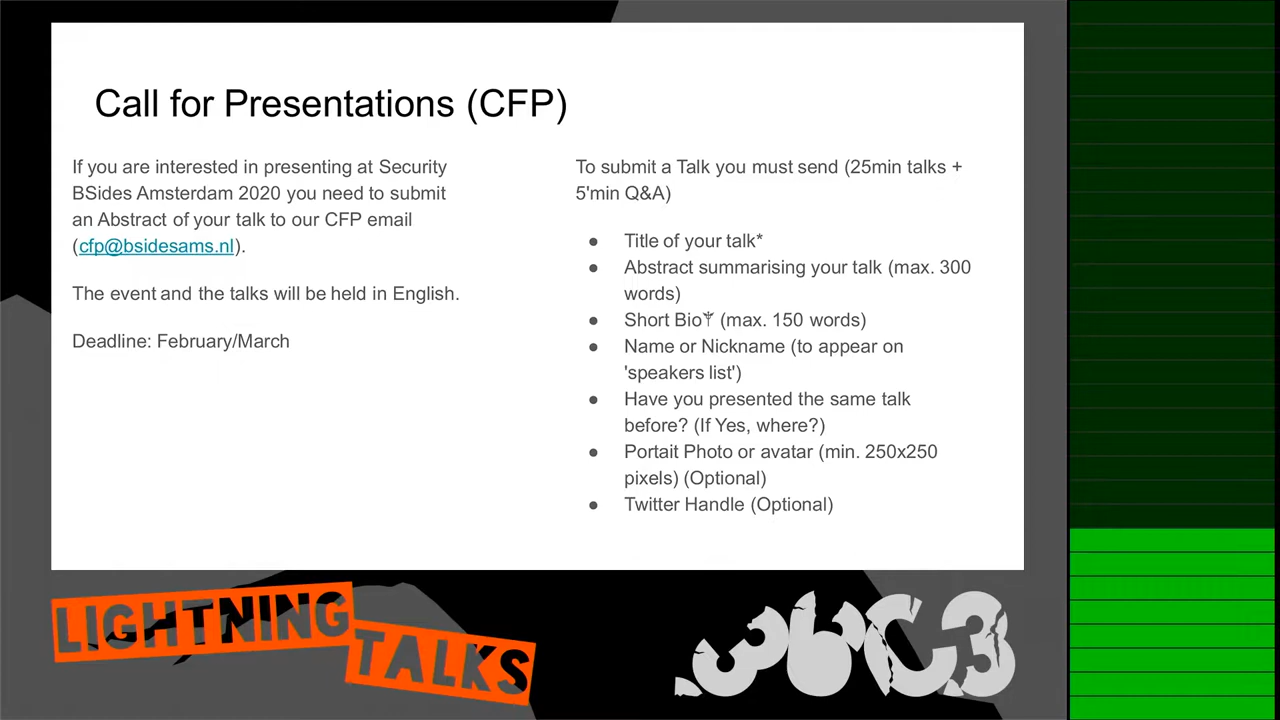 Call for Presentations (CFP)
If you are interested in presenting at Security
BSides Amsterdam 2020 you need to submit
an Abstract of your talk to our CFP email
(cfp@bsidesams.nl).
The event and the talks will be held in English.
Deadline: February/March
To submit a Talk you must send (25min talks +
5'min Q&A)
● Title of your talk*
● Abstract summarising your talk (max. 300
words)
● Short Bio⚚ (max. 150 words)
● Name or Nickname (to appear on
'speakers list')
● Have you presented the same talk
before? (If Yes, where?)
● Portait Photo or avatar (min. 250x250
pixels) (Optional)
● Twitter Handle (Optional)
LIGHTNING
TALKS
36C3